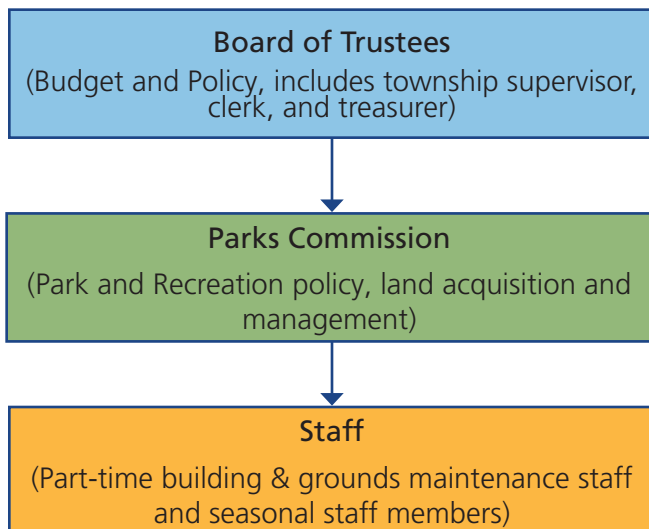 Board of Trustees
(Budget and Policy, includes township supervisor,
clerk, and treasurer)
Parks Commission
(Park and Recreation policy, land acquisition and
management)
Staff
(Part-time building & grounds maintenance staff
and seasonal staff members)